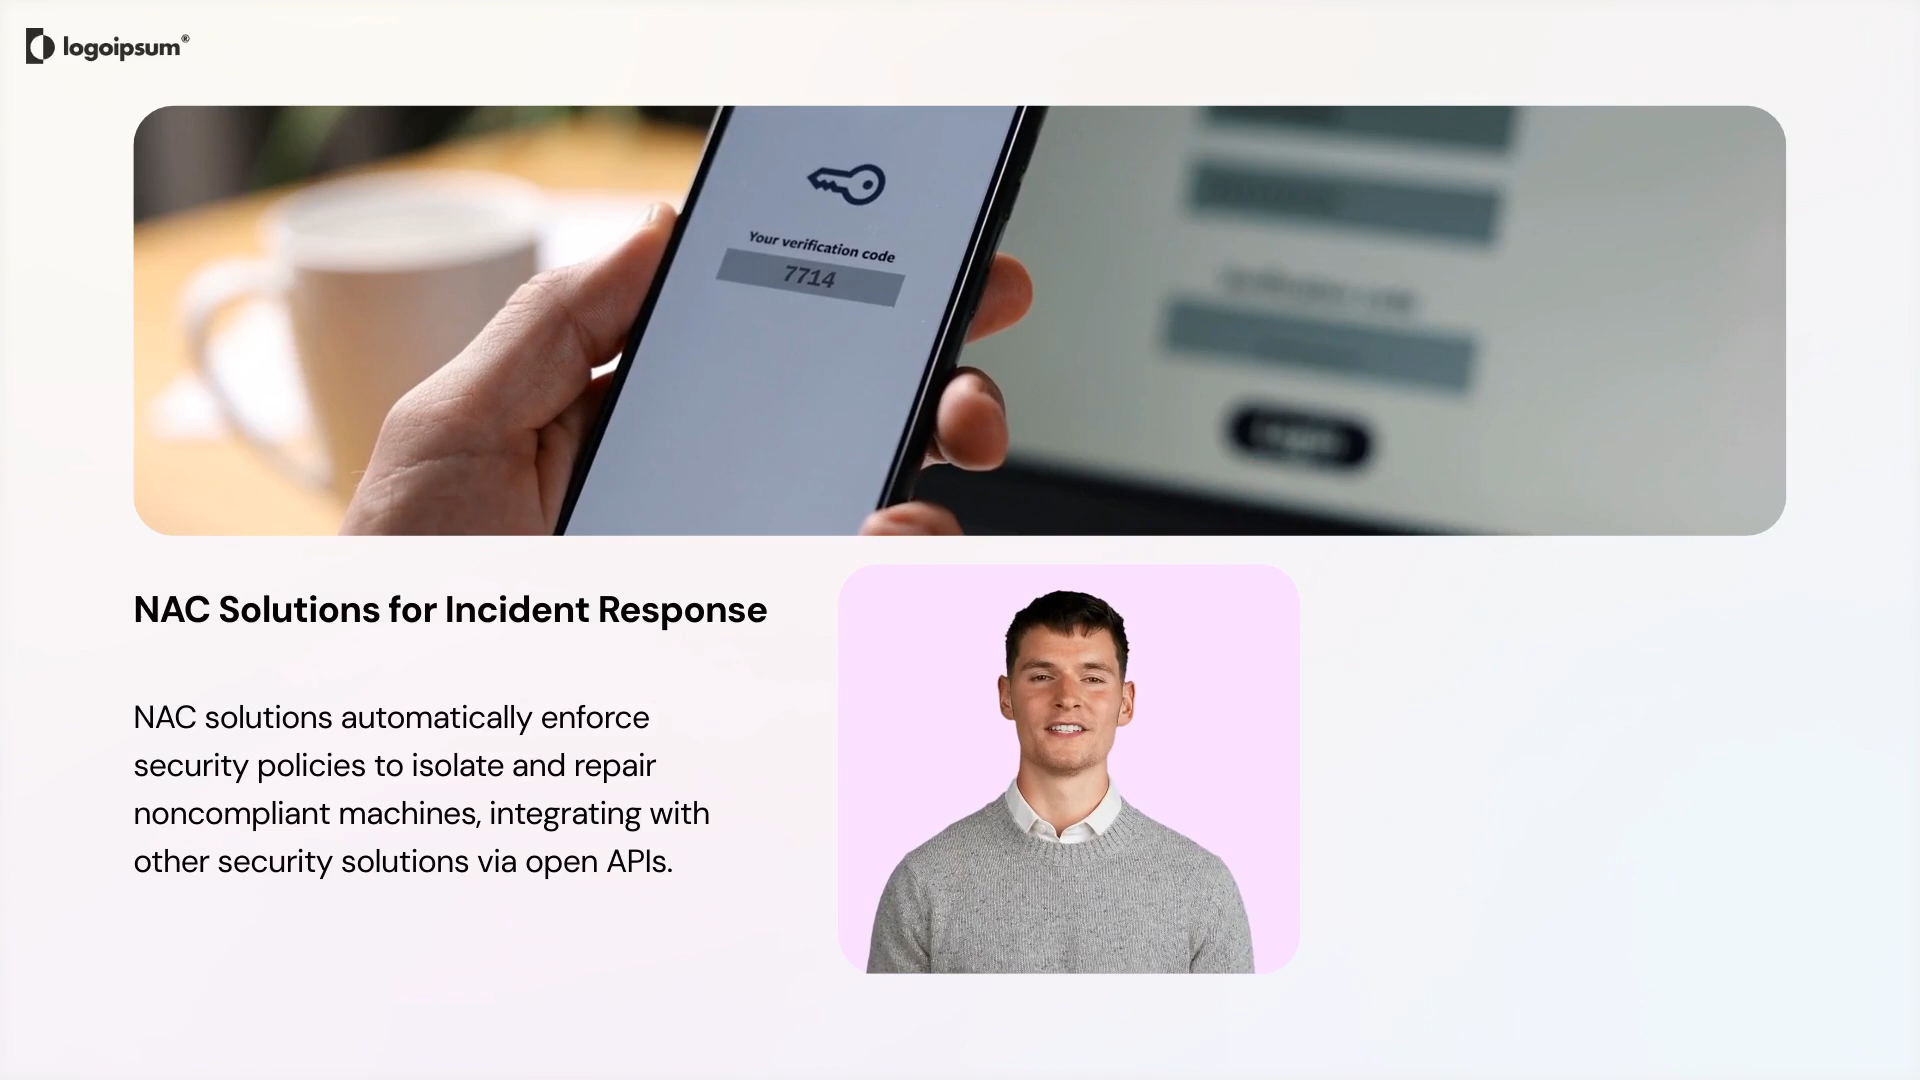 logoipsum®
Your verification code
7714
NAC Solutions for Incident Response
NAC solutions automatically enforce
security policies to isolate and repair
noncompliant machines, integrating with
other security solutions via open APIs.